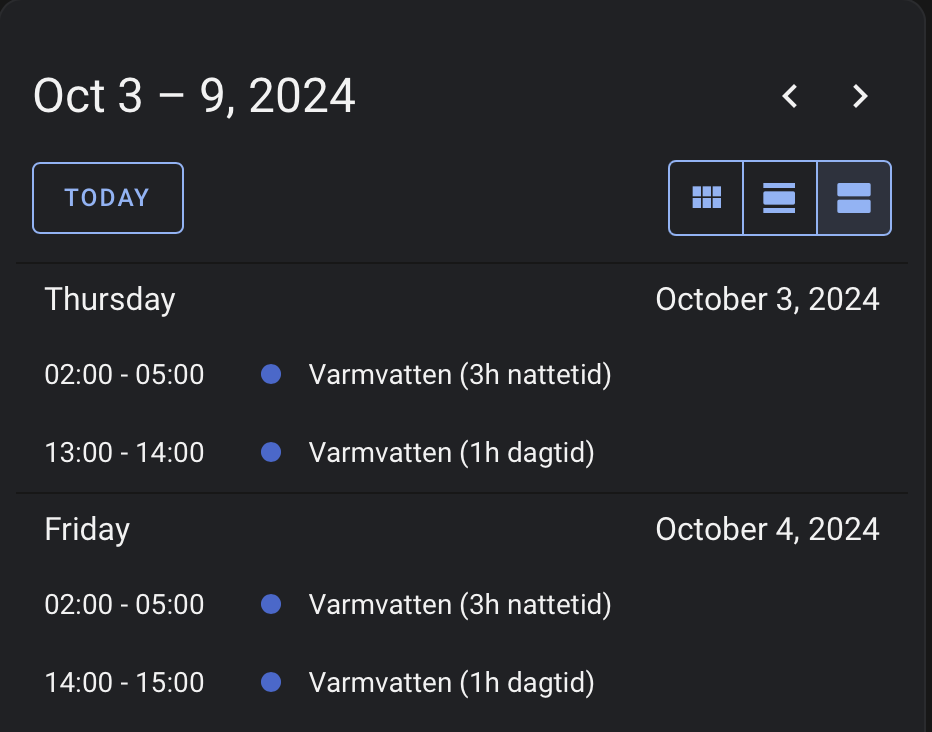 Oct 3 – 9, 2024
TODAY
Thursday October 3, 2024
02:00 - 05:00 Varmvatten (3h nattetid)
13:00 - 14:00 Varmvatten (1h dagtid)
Friday October 4, 2024
02:00 - 05:00 Varmvatten (3h nattetid)
14:00 - 15:00 Varmvatten (1h dagtid)